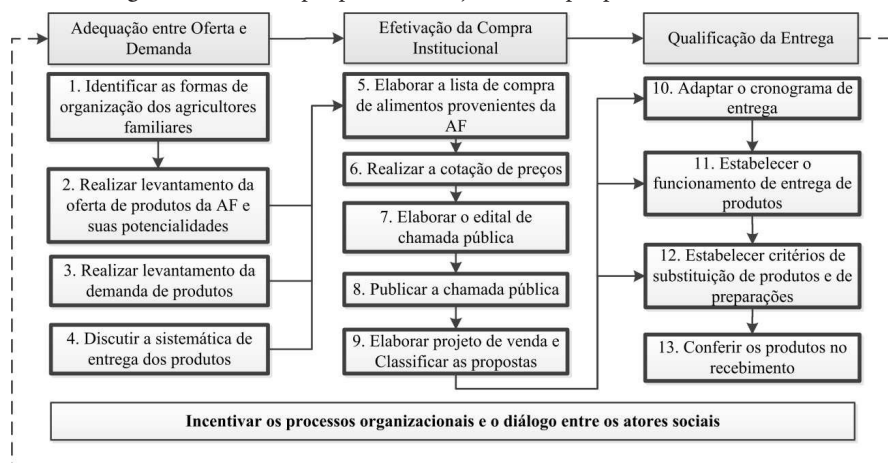 Adequação entre Oferta e
Demanda
1. Identificar as formas de
organização dos agricultores
familiares
2. Realizar levantamento da
oferta de produtos da AF e
suas potencialidades
3. Realizar levantamento da
demanda de produtos
4. Discutir a sistemática de
entrega dos produtos
Efetivação da Compra
Institucional
5. Elaborar a lista de compra
de alimentos provenientes da
AF
6. Realizar a cotação de preços
7. Elaborar o edital de
chamada pública
8. Publicar a chamada pública
9. Elaborar projeto de venda e
Classificar as propostas
Qualificação da Entrega
10. Adaptar o cronograma de
entrega
11. Estabelecer o
funcionamento de entrega de
produtos
12. Estabelecer critérios de
substituição de produtos e de
preparações
13. Conferir os produtos no
recebimento
Incentivar os processos organizacionais e o diálogo entre os atores sociais